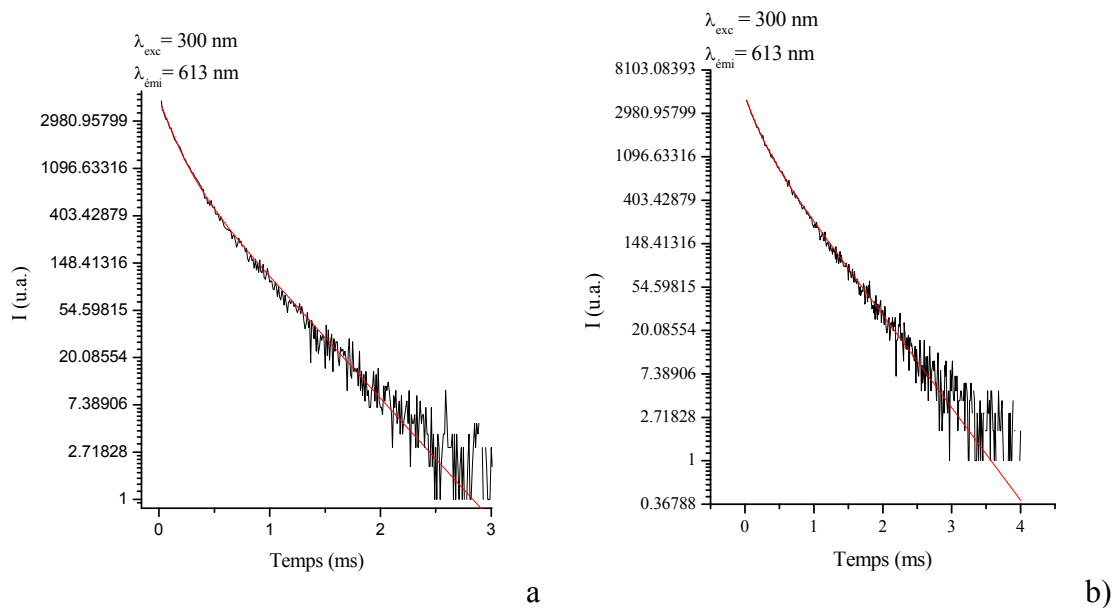 λexc= 300 nm
λémi= 613 nm
2980.95799
1096.63316
403.42879
148.41316
54.59815
20.08554
7.38906
2.71828
1
I (u.a.)
0 1 2 3
Temps (ms)
a
λexc= 300 nm
λémi= 613 nm
8103.08393
2980.95799
1096.63316
403.42879
148.41316
54.59815
20.08554
7.38906
2.71828
1
0.36788
I (u.a.)
0 1 2 3 4
Temps (ms)
b)